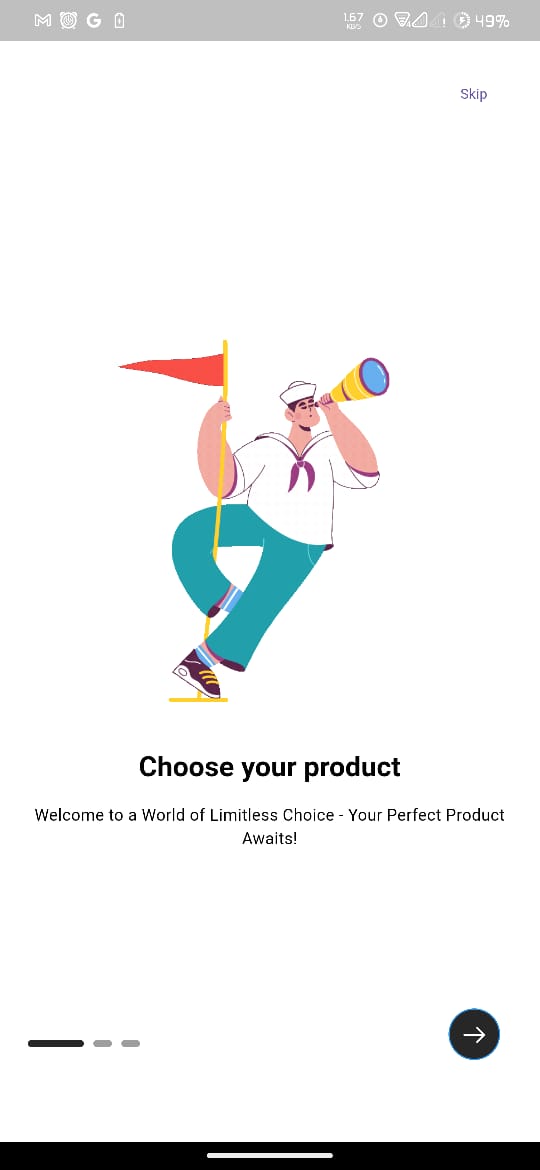 1.67
KB/S
49%
Skip
Choose your product
Welcome to a World of Limitless Choice - Your Perfect Product
Awaits!